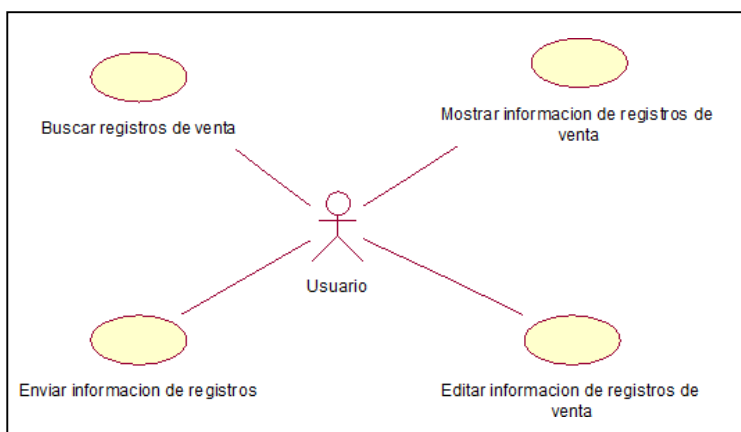 Buscar registros de venta
Mostrar informacion de registros de
venta
Usuario
Enviar informacion de registros
Editar informacion de registros de
venta